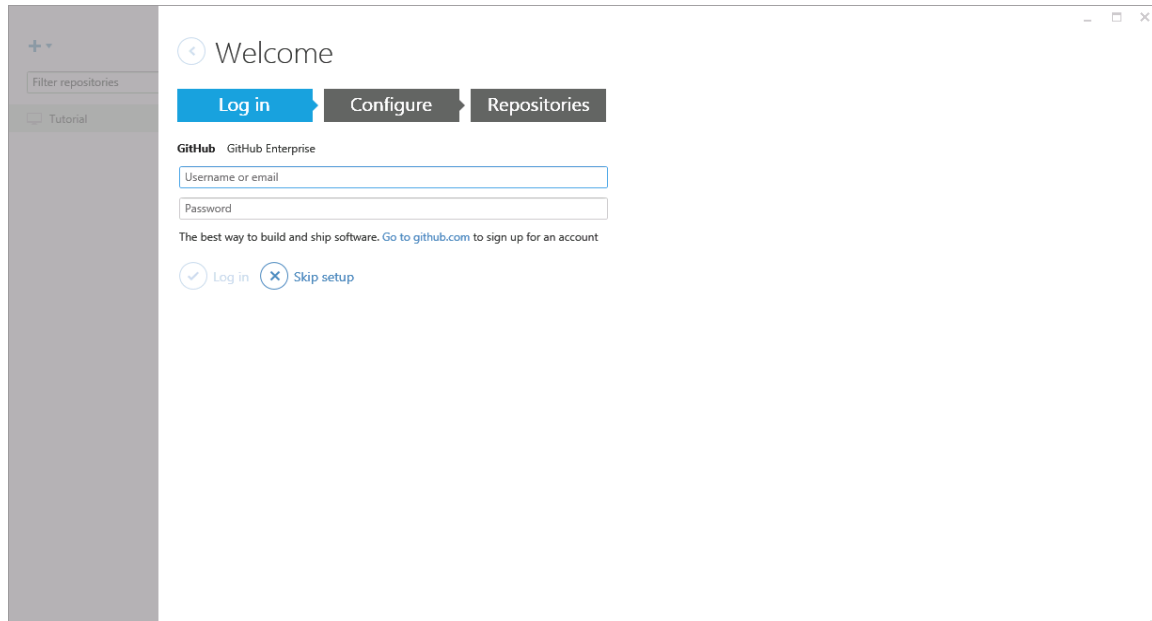 Welcome
Filter repositories
Tutorial
Log in Configure Repositories
GitHub GitHub Enterprise
Username or email
Password
The best way to build and ship software. Go to github.com to sign up for an account
Log in Skip setup